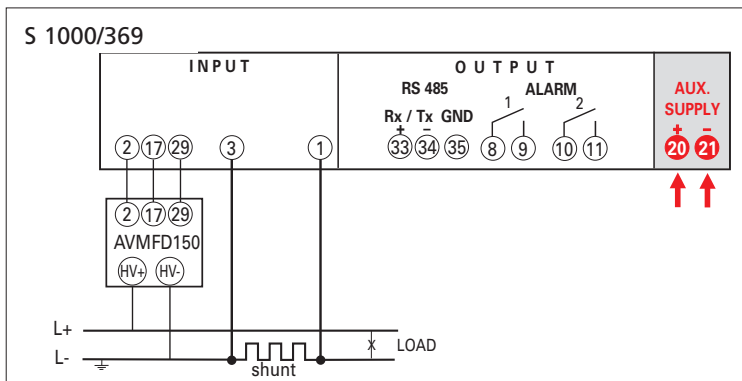 S 1000/369
INPUT
OUTPUT
RS 485
ALARM
Rx / Tx GND
+ −
1
2
AUX.
SUPPLY
+ −
2 17 29 3 1
33 34 35 8 9 10 11
20 21
2 17 29
AVMFD150
HV+ HV-
L+
X LOAD
L-
shunt